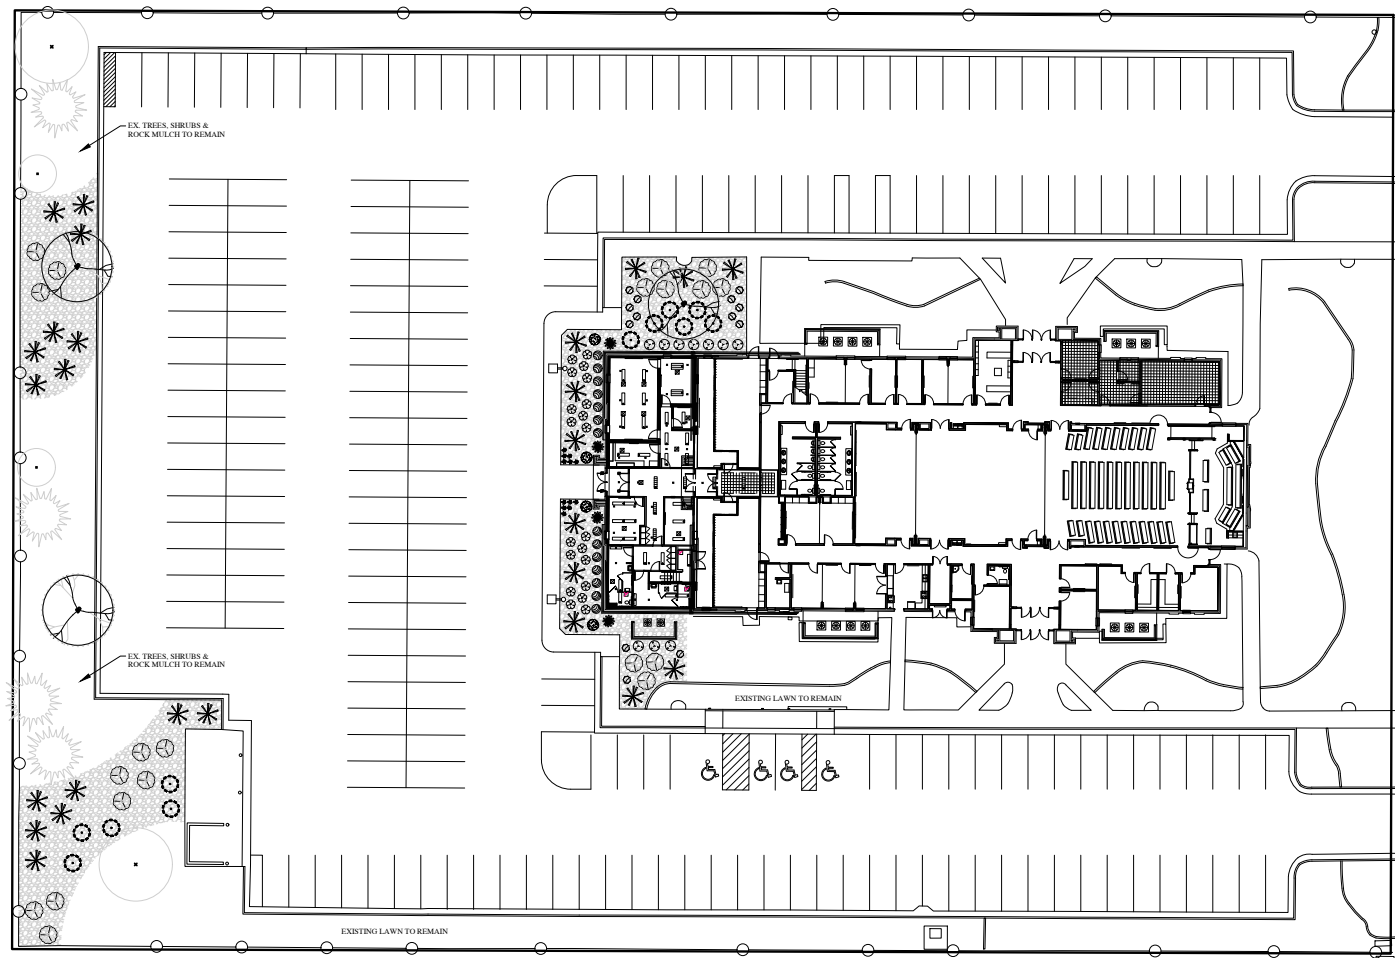 EX. TREES, SHRUBS &
ROCK MULCH TO REMAIN
EX. TREES, SHRUBS &
ROCK MULCH TO REMAIN
EXISTING LAWN TO REMAIN
EXISTING LAWN TO REMAIN